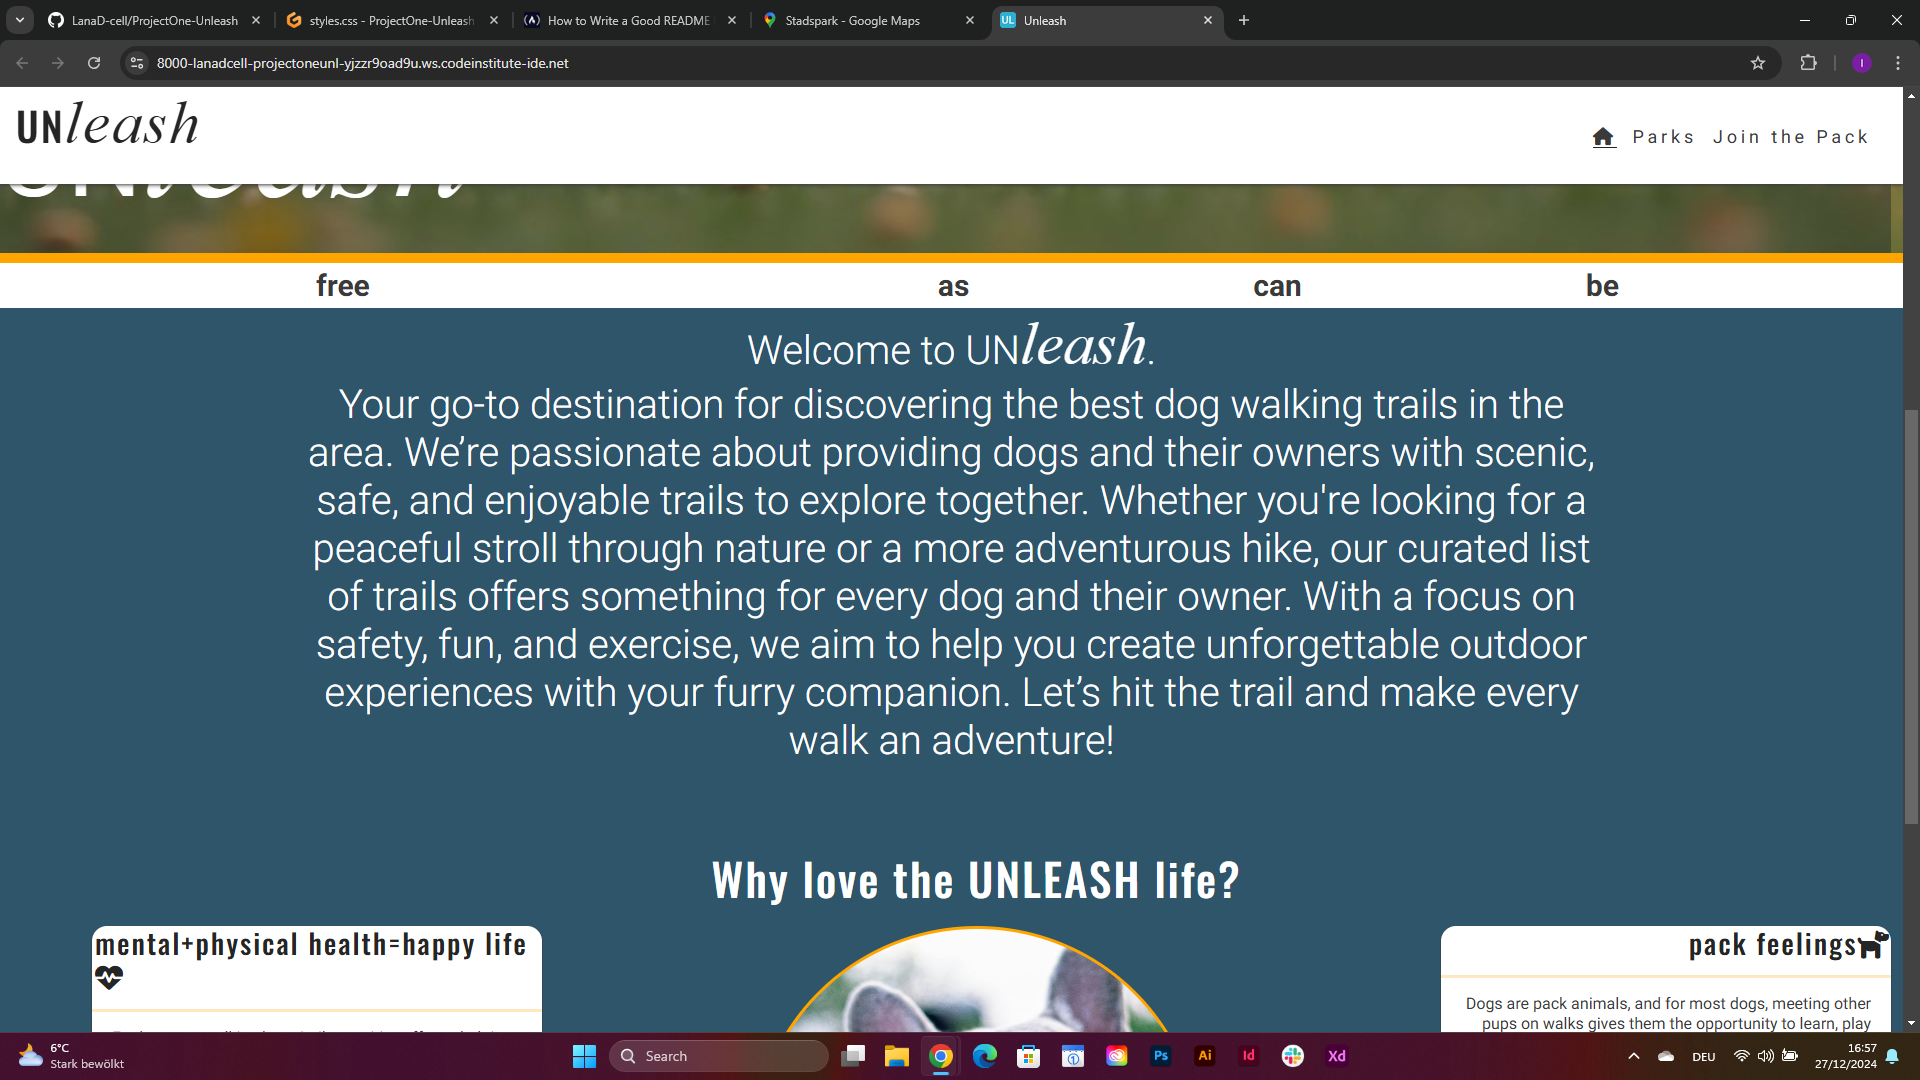 LanaD-cell/ProjectOne-Unleash
styles.css - ProjectOne-Unleash
How to Write a Good README
Stadspark - Google Maps
UL Unleash
8000-lanadcell-projectoneunl-yjzzr9oad9u.ws.codeinstitute-ide.net
I
UNleash
Parks Join the Pack
UNleash
free as can be
Welcome to UNleash.
Your go-to destination for discovering the best dog walking trails in the
area. We’re passionate about providing dogs and their owners with scenic,
safe, and enjoyable trails to explore together. Whether you're looking for a
peaceful stroll through nature or a more adventurous hike, our curated list
of trails offers something for every dog and their owner. With a focus on
safety, fun, and exercise, we aim to help you create unforgettable outdoor
experiences with your furry companion. Let’s hit the trail and make every
walk an adventure!
Why love the UNLEASH life?
mental+physical health=happy life
pack feelings
Dogs are pack animals, and for most dogs, meeting other
pups on walks gives them the opportunity to learn, play
6°C
Stark bewölkt
Search
Ps
Ai
Id
Xd
DEU
16:57
27/12/2024